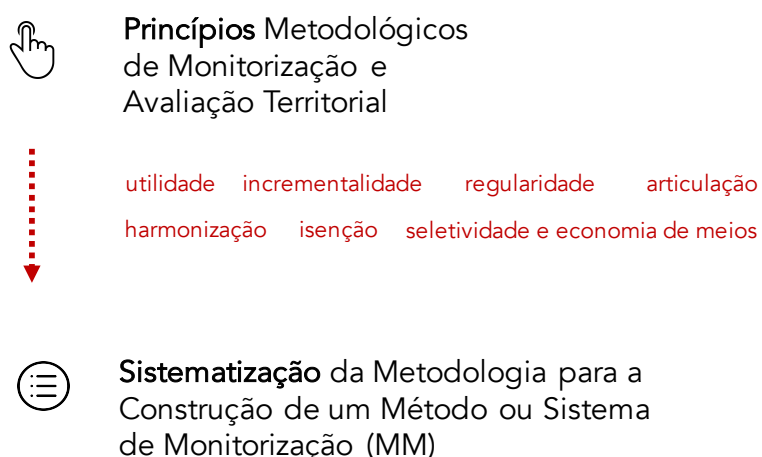 Princípios Metodológicos
de Monitorização e
Avaliação Territorial
utilidade incrementalidade regularidade articulação
harmonização isenção seletividade e economia de meios
Sistematização da Metodologia para a
Construção de um Método ou Sistema
de Monitorização (MM)